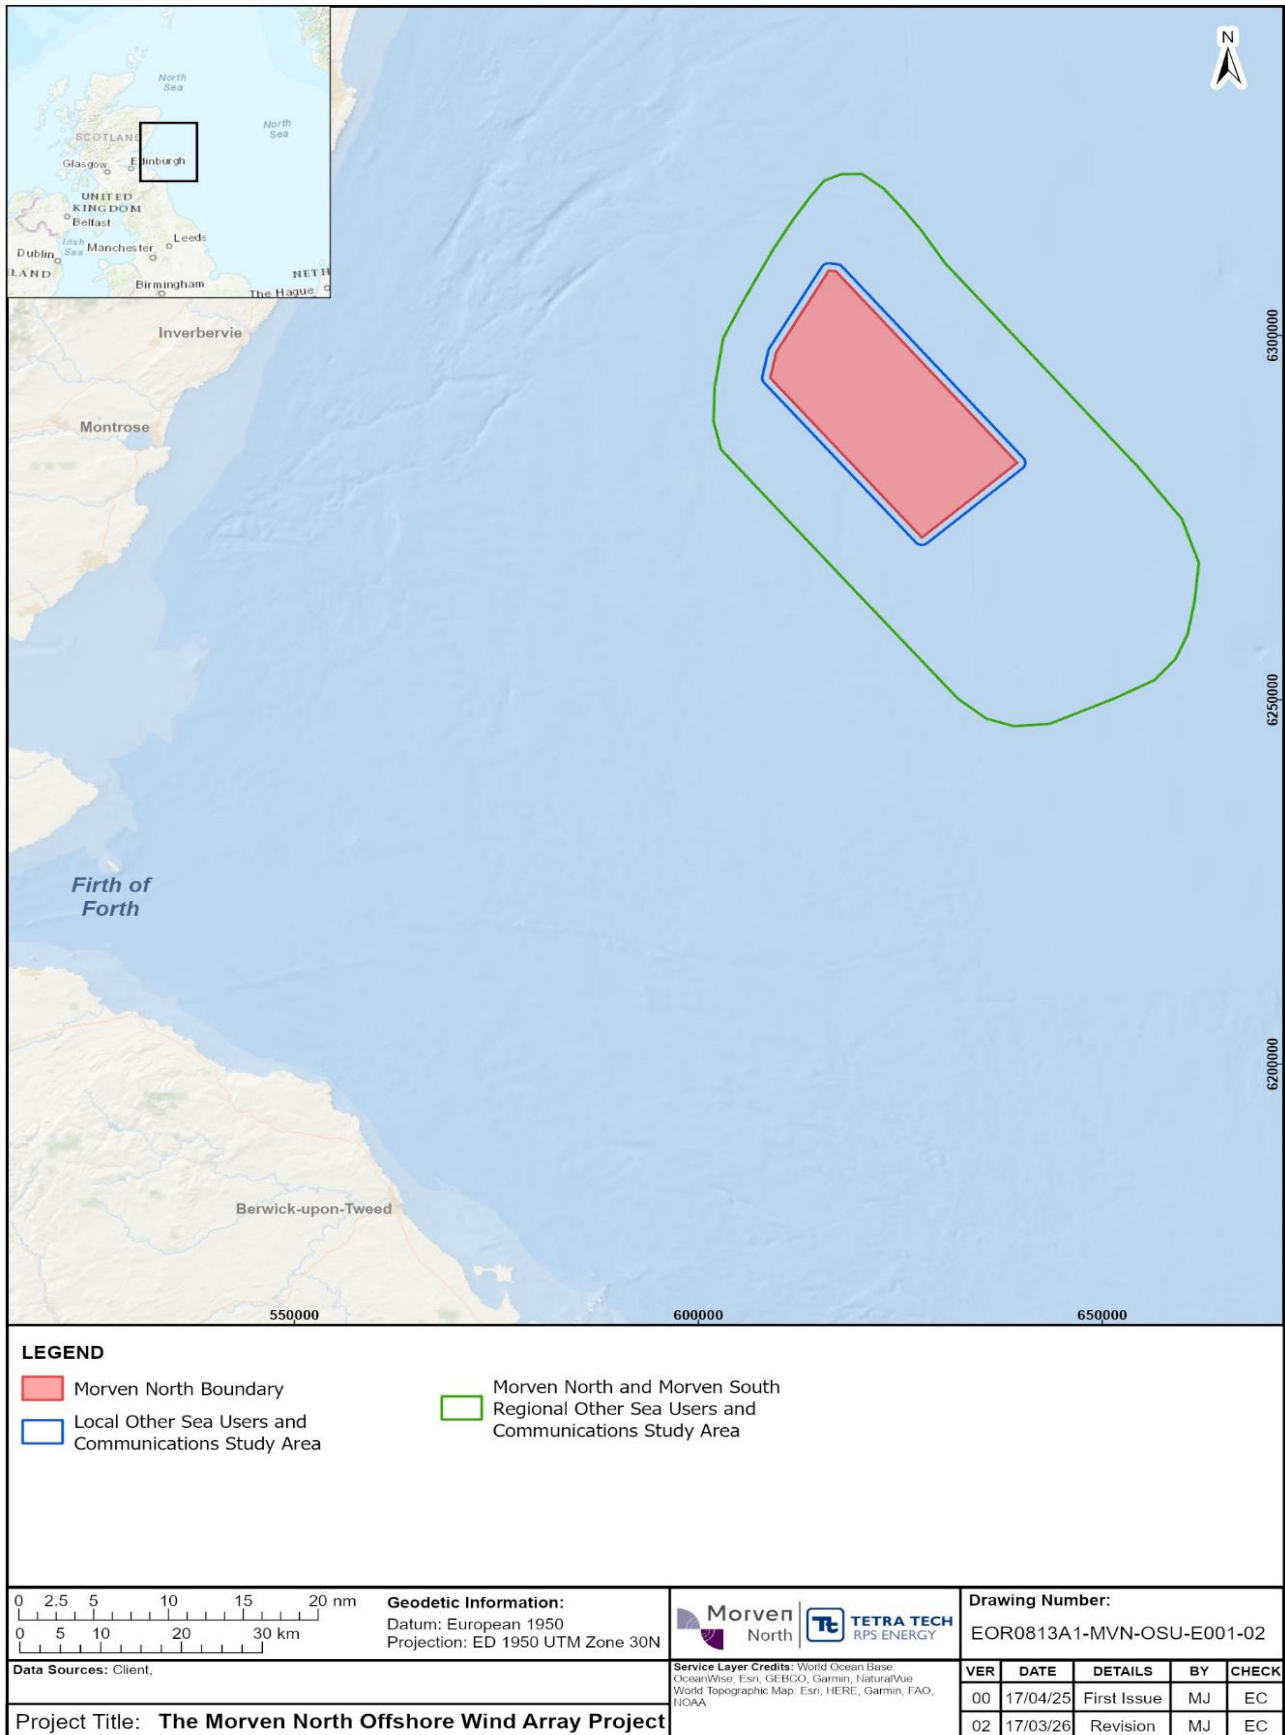 N
North
Sea
North
Sea
SCOTLAND
Glasgow
Edinburgh
UNITED
KINGDOM
Belfast
Irish
Sea
Manchester
Leeds
Dublin
LAND
Birmingham
NETH
The Hague
Inverbervie
Montrose
Firth of
Forth
Berwick-upon-Tweed
6300000
6250000
6200000
550000
600000
650000
LEGEND
Morven North Boundary
Local Other Sea Users and
Communications Study Area
Morven North and Morven South
Regional Other Sea Users and
Communications Study Area
0 2.5 5 10 15 20 nm
0 5 10 20 30 km
Geodetic Information:
Datum: European 1950
Projection: ED 1950 UTM Zone 30N
Morven
North
Tt
TETRA TECH
RPS ENERGY
Drawing Number:
EOR0813A1-MVN-OSU-E001-02
Data Sources: Client,
Service Layer Credits: World Ocean Base:
OceanWise, Esri, GEBCO, Garmin, NaturalVue
World Topographic Map: Esri, HERE, Garmin, FAO,
NOAA
VER DATE DETAILS BY CHECK
00 17/04/25 First Issue MJ EC
02 17/03/26 Revision MJ EC
Project Title: The Morven North Offshore Wind Array Project